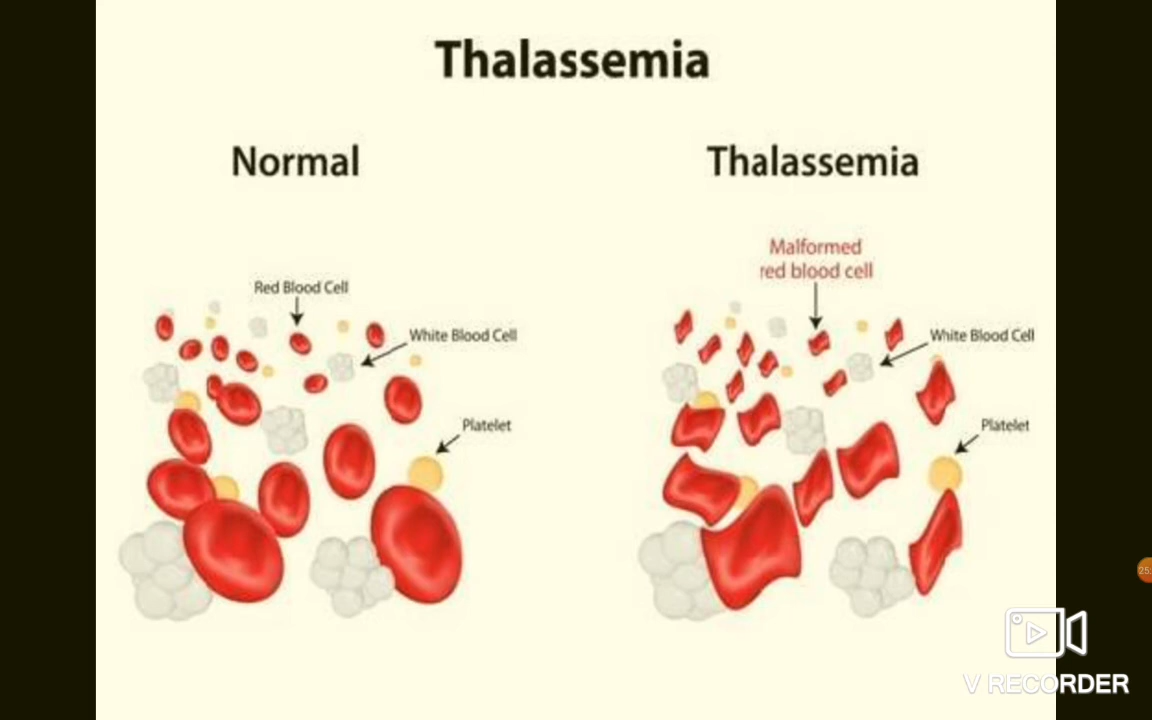 Thalassemia
Normal
Thalassemia
Malformed
red blood cell
Red Blood Cell
White Blood Cell
White Blood Cell
Platelet
Platelet
V RECORDER